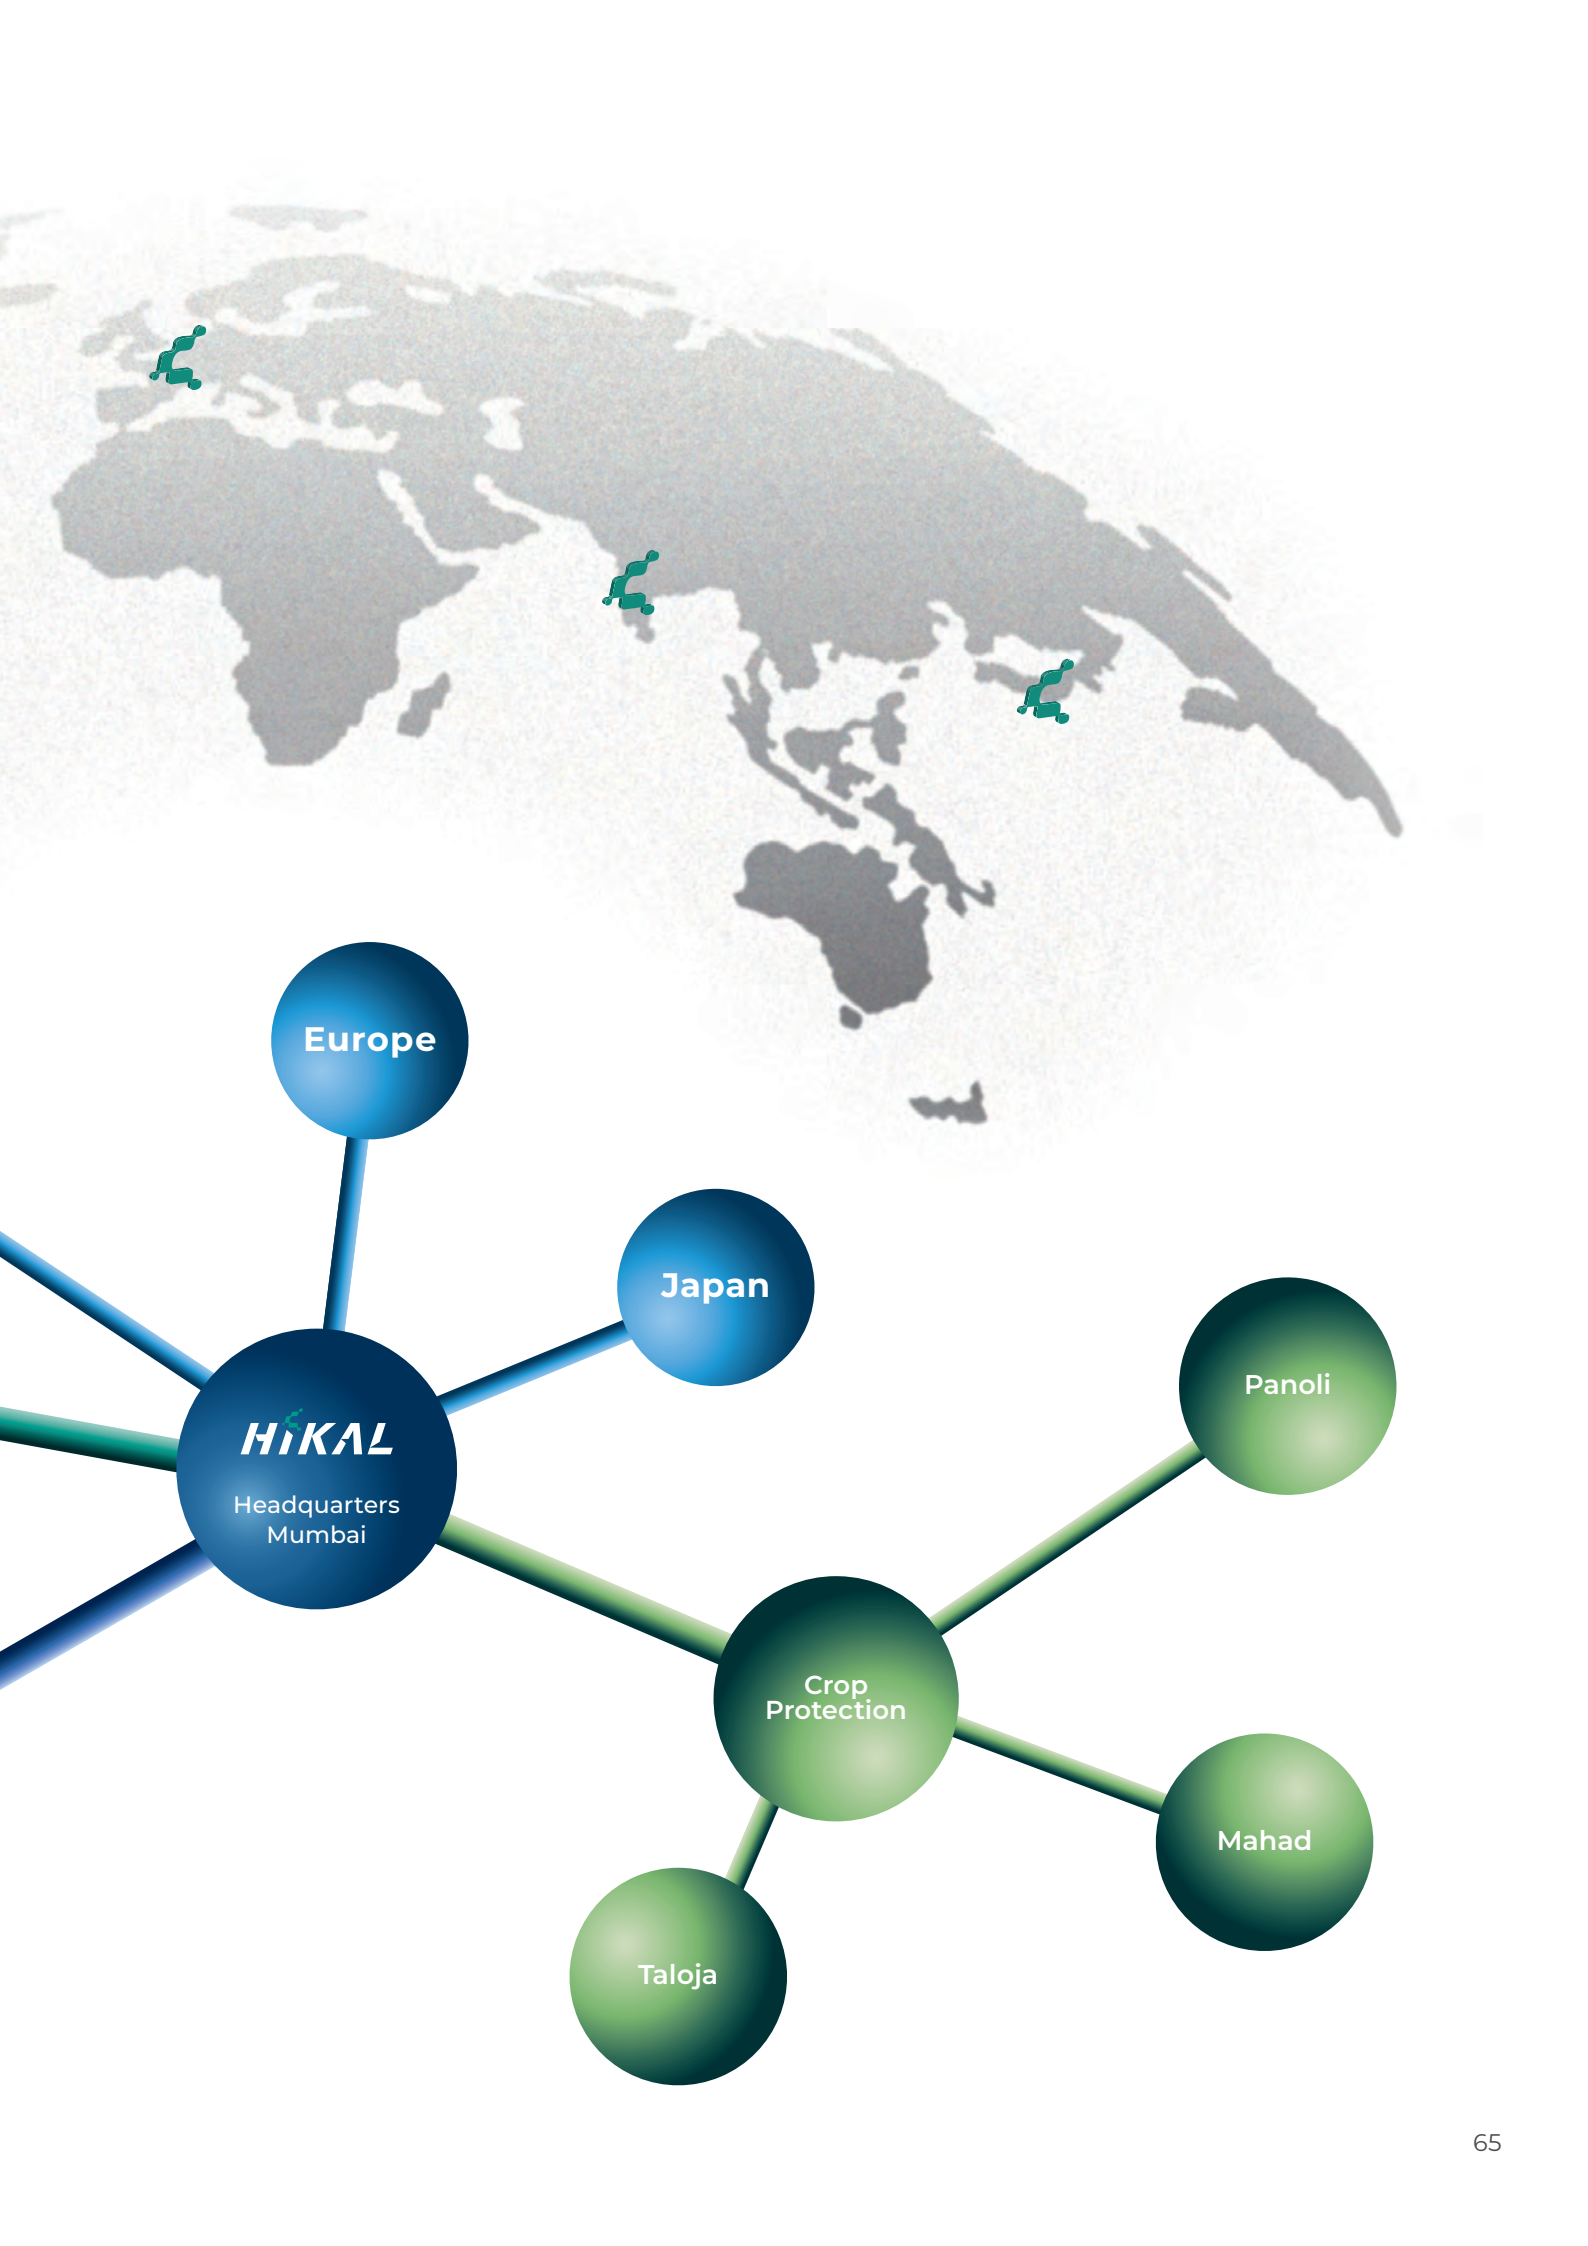 Europe
Japan
Panoli
HIKAL
Headquarters
Mumbai
Crop
Protection
Mahad
Taloja
65